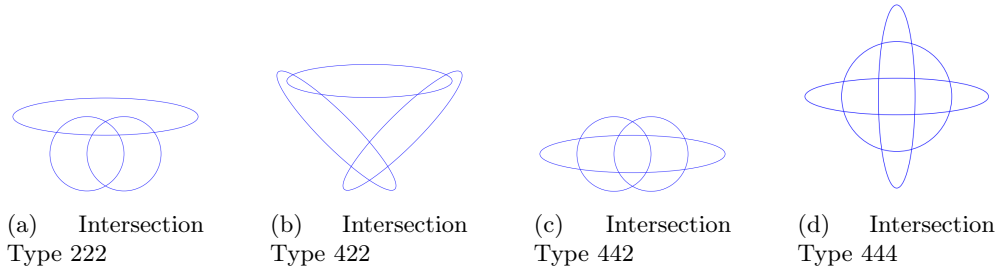 (a) Intersection
Type 222
(b) Intersection
Type 422
(c) Intersection
Type 442
(d) Intersection
Type 444